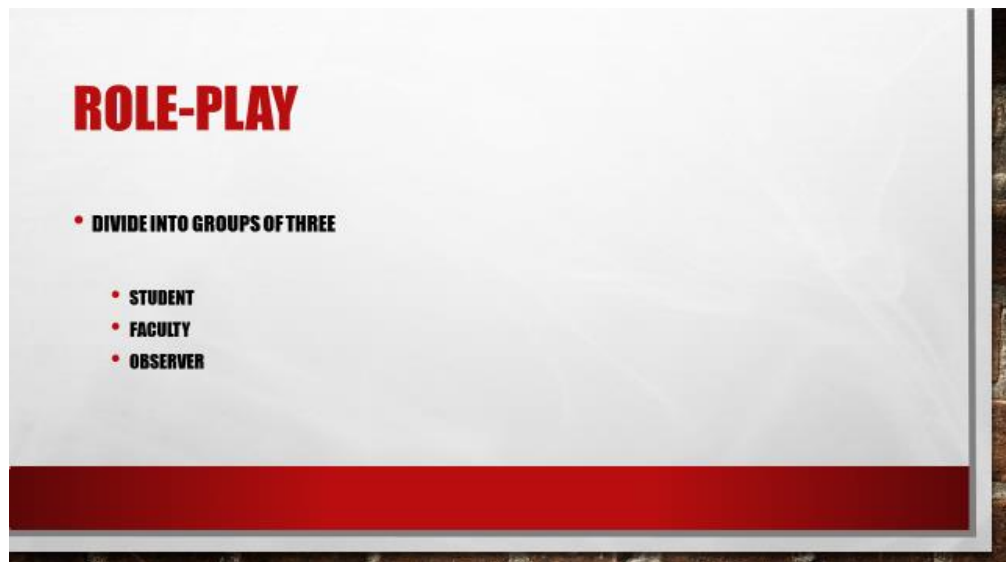 ROLE-PLAY
• DIVIDE INTO GROUPS OF THREE
• STUDENT
• FACULTY
• OBSERVER